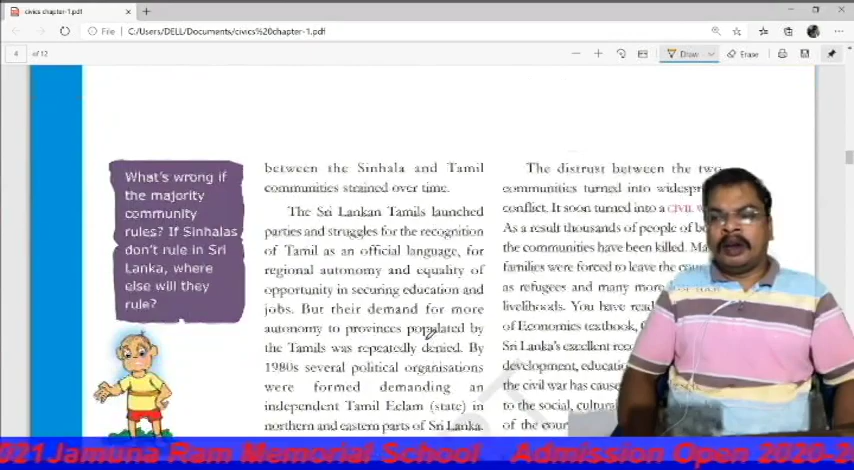 civics chapter-1.pdf
File
C:/Users/DELL/Documents/civics%20chapter-1.pdf
4 of 12
Draw
Erase
What's wrong if
the majority
community
rules? If Sinhalas
don't rule in Sri
Lanka, where
else will they
rule?
between the Sinhala and Tamil
communities strained over time.
The Sri Lankan Tamils launched
parties and struggles for the recognition
of Tamil as an official language, for
regional autonomy and equality of
opportunity in securing education and
jobs. But their demand for more
autonomy to provinces populated by
the Tamils was repeatedly denied. By
1980s several political organisations
were formed demanding an
independent Tamil Eelam (state) in
northern and eastern parts of Sri Lanka.
The distrust between the two
communities turned into
conflict. It soon turned into a CIVIL
As a result thousands of people of
the communities have been killed.
families were forced to leave the
as refugees and many more
livelihoods. You have read
of Economics textbook,
Sri Lanka's excellent
development,
the civil war has
to the social,
of the
2021 Jamuna Ram Memorial School Admission Open 2020-2